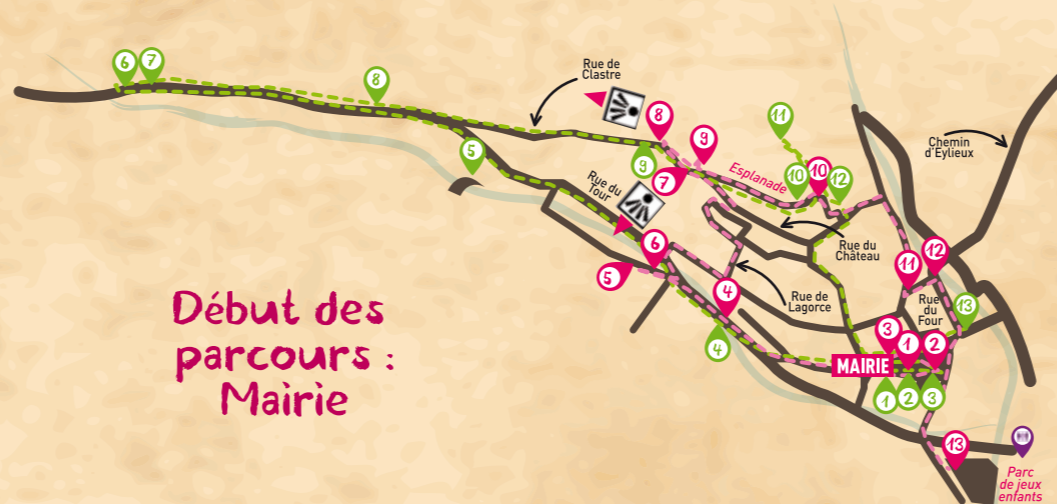 6
7
8
5
Rue de
Clastre
8
9
9
7
Esplanade
11
10
10
12
Chemin
d'Eylieux
Rue du
Tour
6
5
4
4
Rue du
Château
Rue de
Lagorce
11
12
Rue
du
Four
13
3
1
2
MAIRIE
1
2
3
13
Parc
de jeux
enfants
Début des
parcours :
Mairie